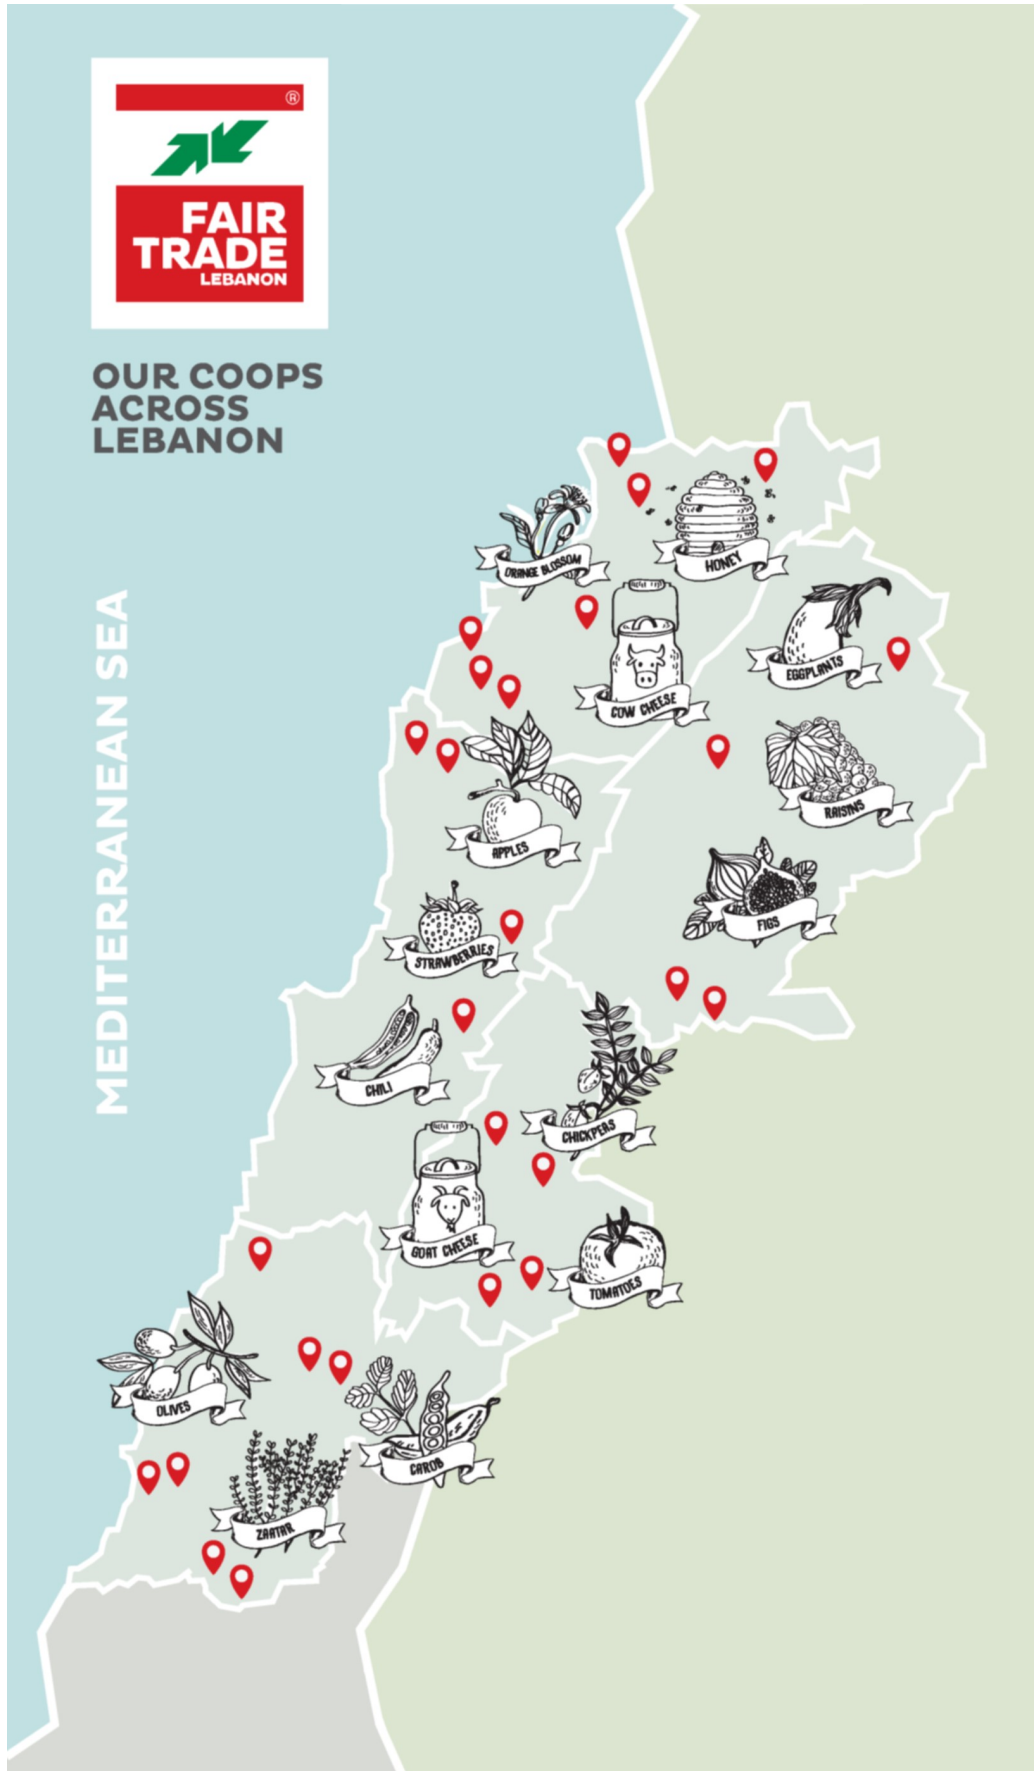 ®
FAIR
TRADE
LEBANON
OUR COOPS
ACROSS
LEBANON
MEDITERRANEAN SEA
ORANGE BLOSSOM
HONEY
COW CHEESE
EGGPLANTS
RAISINS
APPLES
FIGS
STRAWBERRIES
CHILI
CHICKPEAS
GOAT CHEESE
TOMATOES
OLIVES
CAROB
ZAATAR